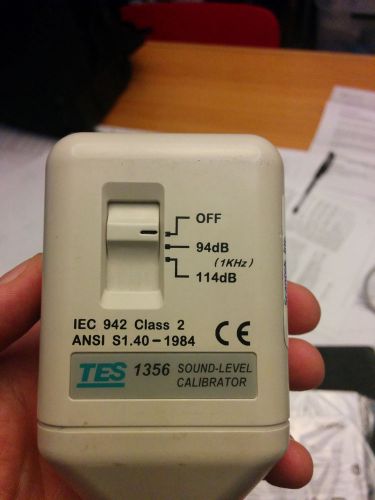 OFF
94dB
(1KHz)
114dB
IEC 942 Class 2
ANSI S1.40-1984
CE
TES 1356 SOUND-LEVEL
CALIBRATOR